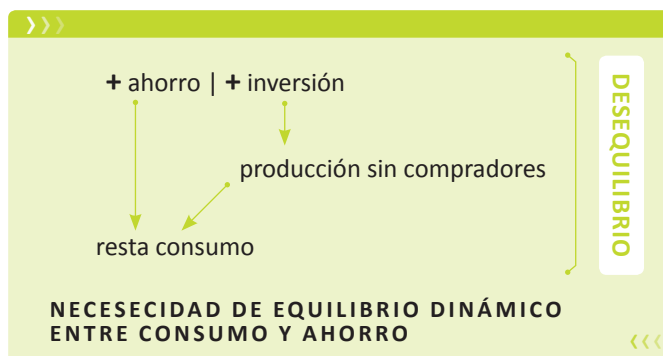 + ahorro | + inversión
producción sin compradores
resta consumo
DESEQUILIBRIO
NECESECIDAD DE EQUILIBRIO DINÁMICO
ENTRE CONSUMO Y AHORRO